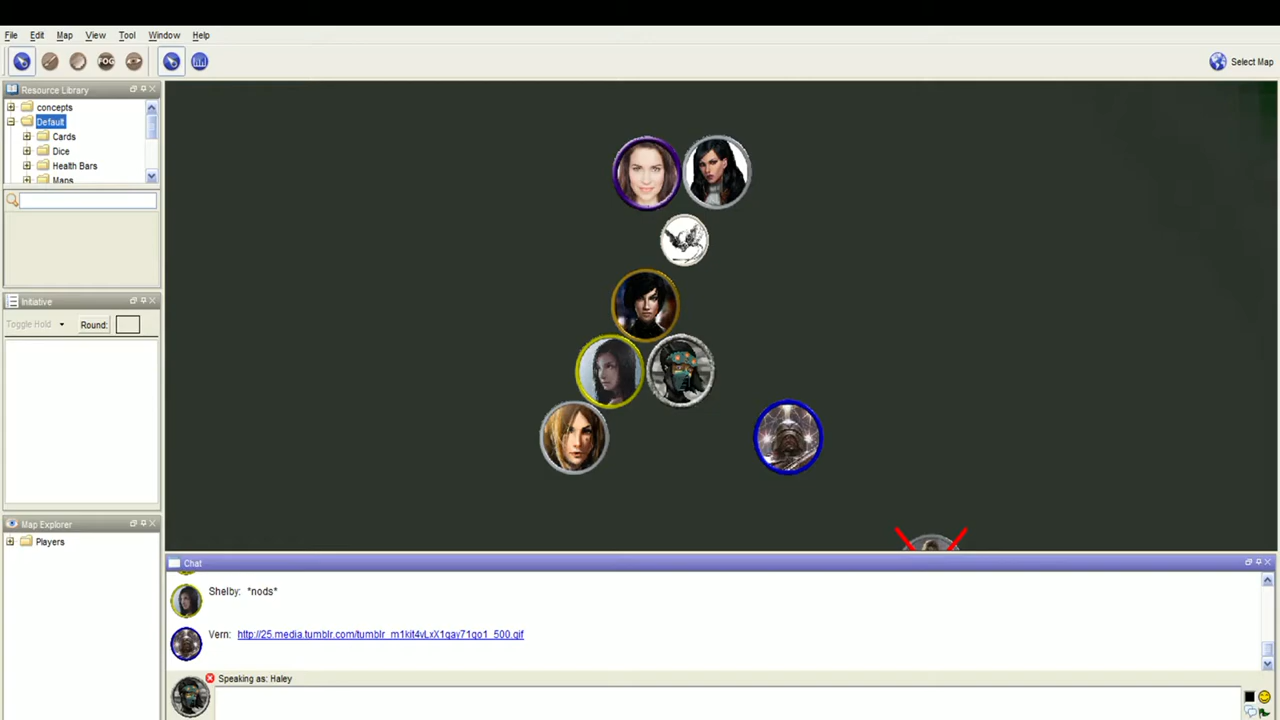 File Edit Map View Tool Window Help
FOG
Select Map
Resource Library
concepts
Default
Cards
Dice
Health Bars
Maps
Initiative
Toggle Hold Round:
Map Explorer
Players
Chat
Shelby: *nods*
Vern: http://25.media.tumblr.com/tumblr_m1kit4vLxX1qay71qo1_500.gif
Speaking as: Haley